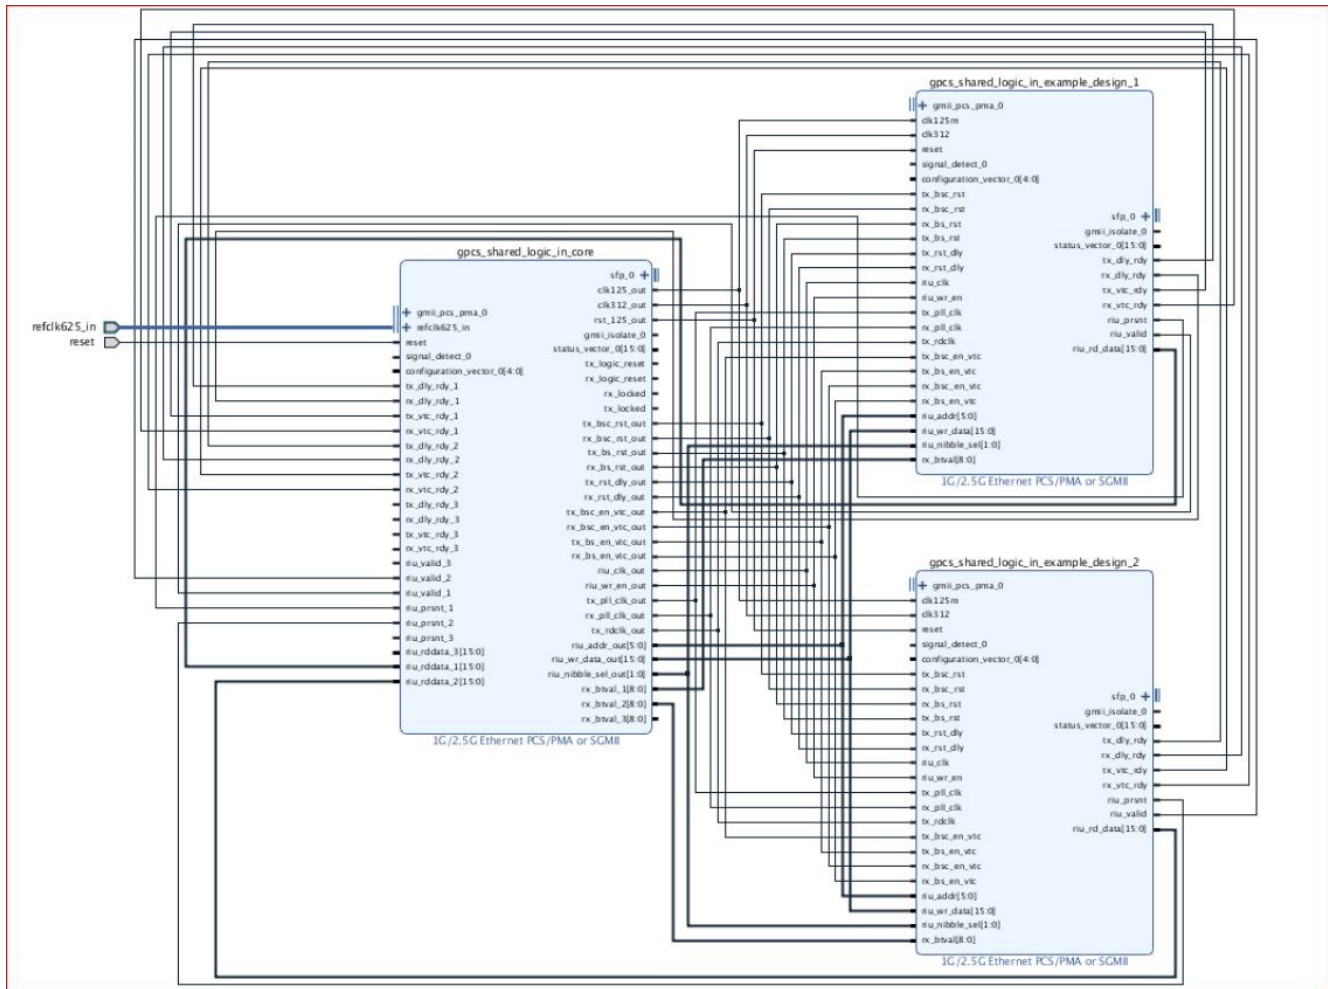 refclk625_in
reset
gpcs_shared_logic_in_core
gmii_pcs_pma_0
refclk625_in
reset
signal_detect_0
configuration_vector_0[4:0]
tx_dly_rdy_1
rx_dly_rdy_1
tx_vtc_rdy_1
rx_vtc_rdy_1
tx_dly_rdy_2
rx_dly_rdy_2
tx_vtc_rdy_2
rx_vtc_rdy_2
tx_dly_rdy_3
rx_dly_rdy_3
tx_vtc_rdy_3
rx_vtc_rdy_3
riu_valid_3
riu_valid_2
riu_valid_1
riu_prsnt_1
riu_prsnt_2
riu_prsnt_3
riu_rddata_3[15:0]
riu_rddata_1[15:0]
riu_rddata_2[15:0]
sfp_0
clk125_out
clk312_out
rst_125_out
gmii_isolate_0
status_vector_0[15:0]
tx_logic_reset
rx_logic_reset
rx_locked
tx_locked
tx_bsc_rst_out
rx_bsc_rst_out
tx_bs_rst_out
rx_bs_rst_out
tx_rst_dly_out
rx_rst_dly_out
tx_bsc_en_vtc_out
rx_bsc_en_vtc_out
tx_bs_en_vtc_out
rx_bs_en_vtc_out
riu_clk_out
riu_wr_en_out
tx_pll_clk_out
rx_pll_clk_out
tx_rdclk_out
riu_addr_out[5:0]
riu_wr_data_out[15:0]
riu_nibble_sel_out[1:0]
rx_btval_1[8:0]
rx_btval_2[8:0]
rx_btval_3[8:0]
1G/2.5G Ethernet PCS/PMA or SGMII
gpcs_shared_logic_in_example_design_1
gmii_pcs_pma_0
clk125m
clk312
reset
signal_detect_0
configuration_vector_0[4:0]
tx_bsc_rst
rx_bsc_rst
rx_bs_rst
tx_bs_rst
tx_rst_dly
rx_rst_dly
riu_clk
riu_wr_en
tx_pll_clk
rx_pll_clk
tx_rdclk
tx_bsc_en_vtc
tx_bs_en_vtc
rx_bsc_en_vtc
rx_bs_en_vtc
riu_addr[5:0]
riu_wr_data[15:0]
riu_nibble_sel[1:0]
rx_btval[8:0]
sfp_0
gmii_isolate_0
status_vector_0[15:0]
tx_dly_rdy
rx_dly_rdy
tx_vtc_rdy
rx_vtc_rdy
riu_prsnt
riu_valid
riu_rd_data[15:0]
1G/2.5G Ethernet PCS/PMA or SGMII
gpcs_shared_logic_in_example_design_2
gmii_pcs_pma_0
clk125m
clk312
reset
signal_detect_0
configuration_vector_0[4:0]
tx_bsc_rst
rx_bsc_rst
rx_bs_rst
tx_bs_rst
tx_rst_dly
rx_rst_dly
riu_clk
riu_wr_en
tx_pll_clk
rx_pll_clk
tx_rdclk
tx_bsc_en_vtc
tx_bs_en_vtc
rx_bsc_en_vtc
rx_bs_en_vtc
riu_addr[5:0]
riu_wr_data[15:0]
riu_nibble_sel[1:0]
rx_btval[8:0]
sfp_0
gmii_isolate_0
status_vector_0[15:0]
tx_dly_rdy
rx_dly_rdy
tx_vtc_rdy
rx_vtc_rdy
riu_prsnt
riu_valid
riu_rd_data[15:0]
1G/2.5G Ethernet PCS/PMA or SGMII